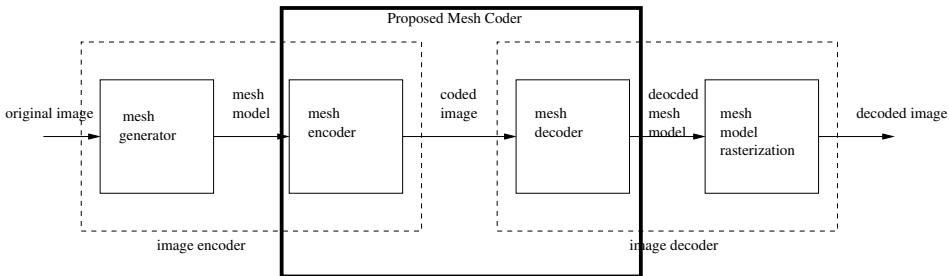 Proposed Mesh Coder
original image
mesh
generator
mesh
model
mesh
encoder
coded
image
mesh
decoder
deocded
mesh
model
mesh
model
rasterization
decoded image
image encoder
image decoder